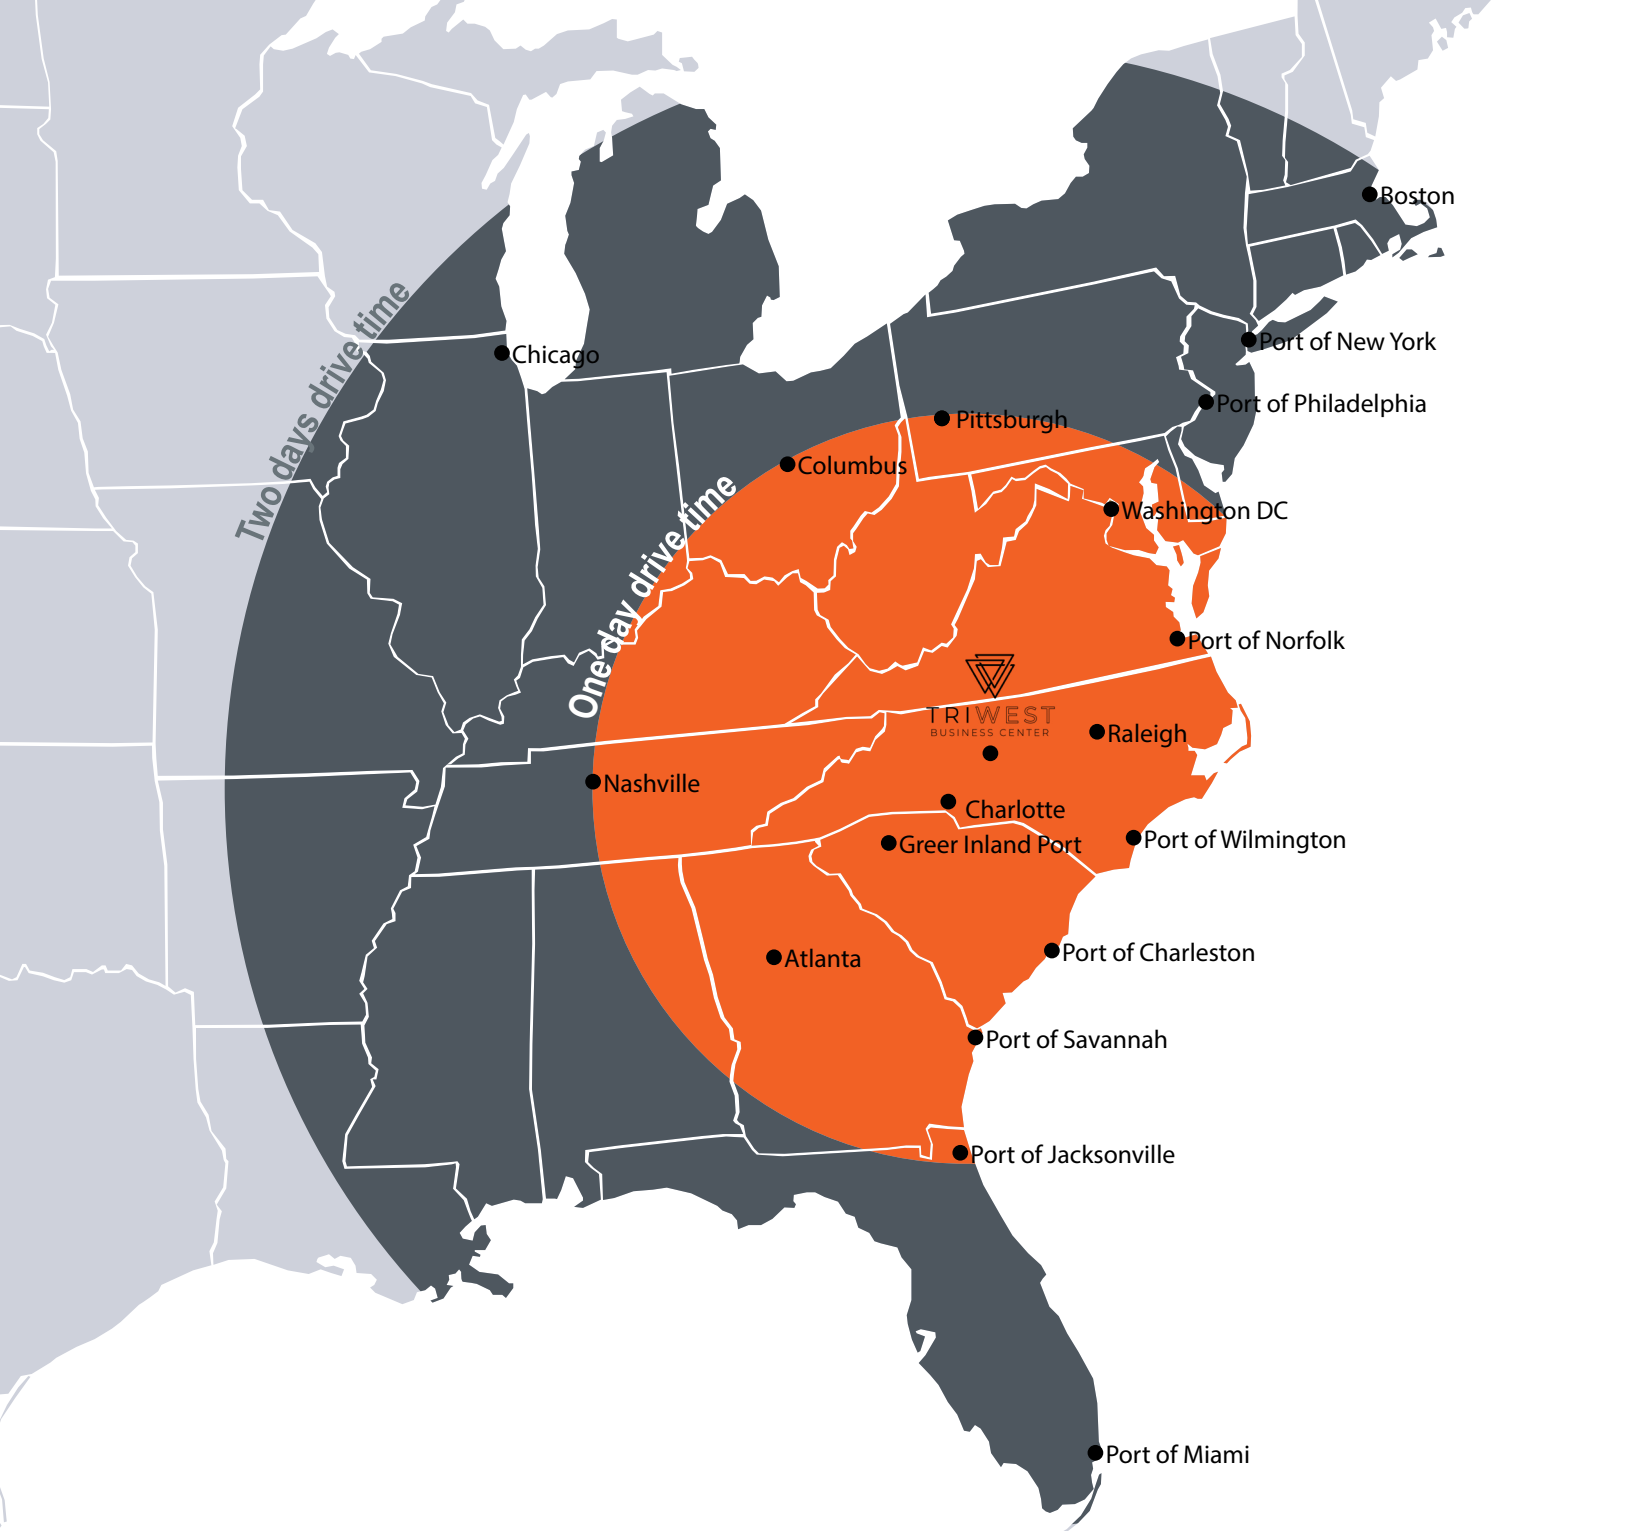 Boston
Two days drive time
Port of New York
Chicago
Port of Philadelphia
Pittsburgh
Columbus
One day drive time
Washington DC
Port of Norfolk
TRIWEST
BUSINESS CENTER
Raleigh
Nashville
Charlotte
Port of Wilmington
Greer Inland Port
Port of Charleston
Atlanta
Port of Savannah
Port of Jacksonville
Port of Miami